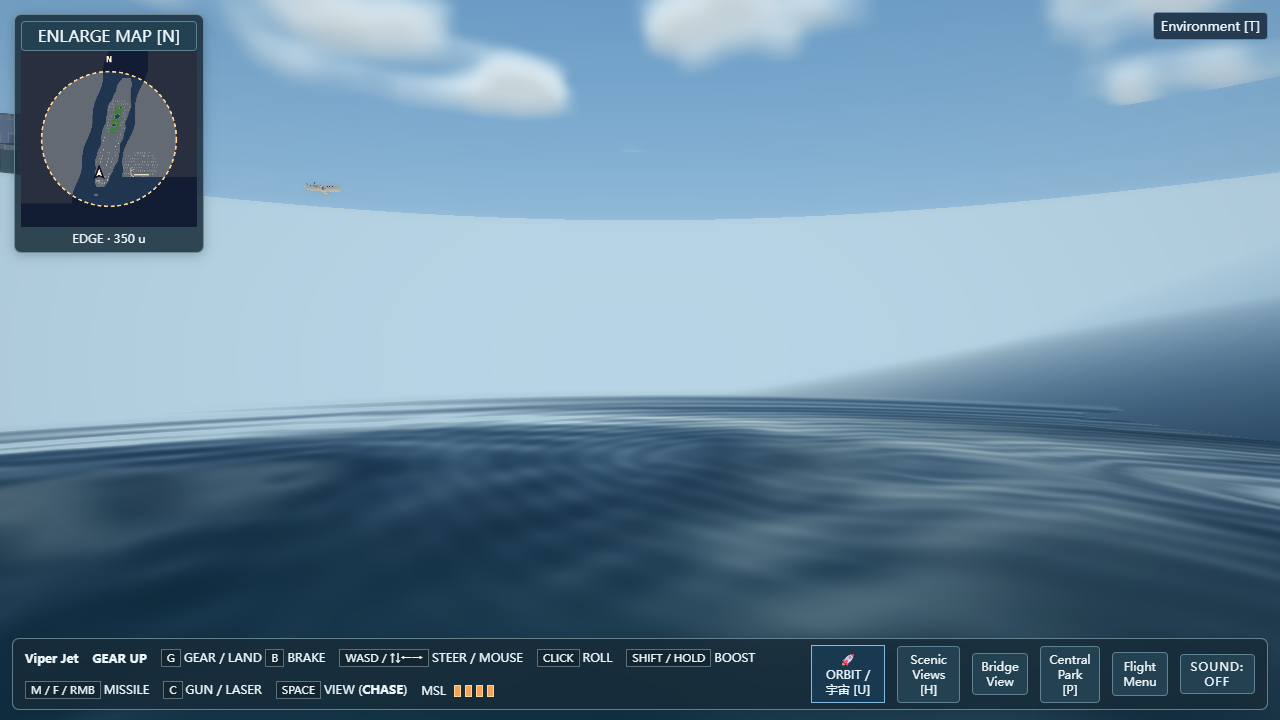 ENLARGE MAP [N]
N
EDGE · 350 u
Environment [T]
Viper Jet GEAR UP G GEAR / LAND B BRAKE WASD / ↑↓←→ STEER / MOUSE CLICK ROLL SHIFT / HOLD BOOST
M / F / RMB MISSILE C GUN / LASER SPACE VIEW (CHASE) MSL
🚀
ORBIT /
宇宙 [U]
Scenic
Views
[H]
Bridge
View
Central
Park
[P]
Flight
Menu
SOUND:
OFF